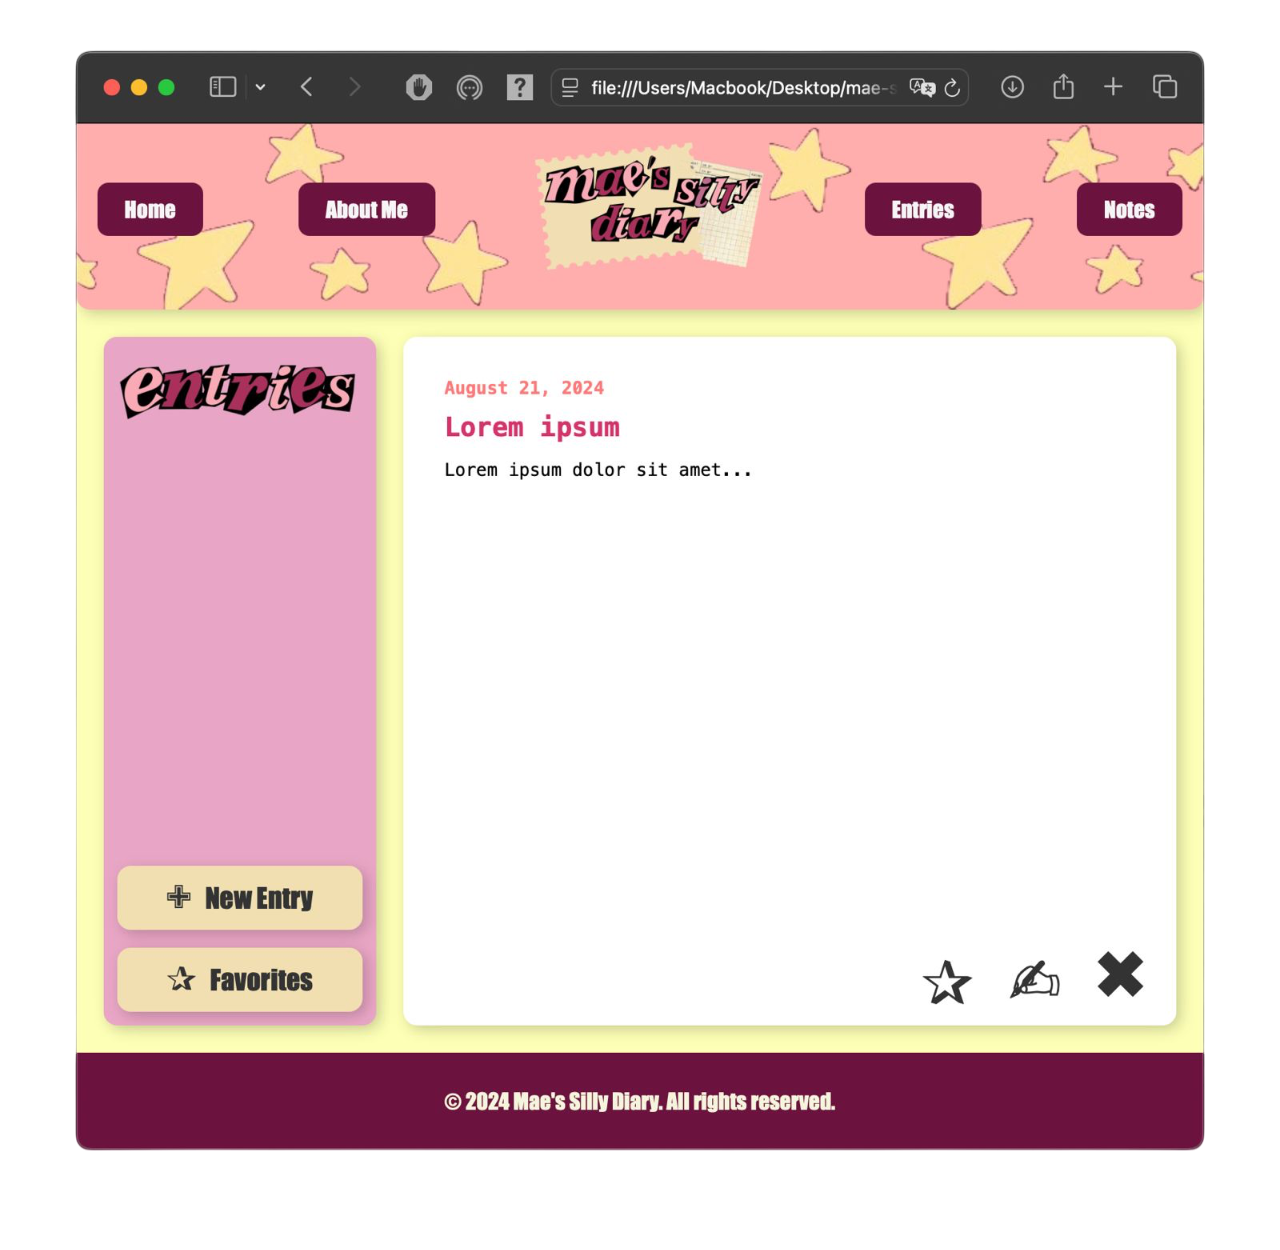 file:///Users/Macbook/Desktop/mae-s
Home
About Me
mae's silly
diary
Entries
Notes
entries
August 21, 2024
Lorem ipsum
Lorem ipsum dolor sit amet...
New Entry
Favorites
© 2024 Mae's Silly Diary. All rights reserved.